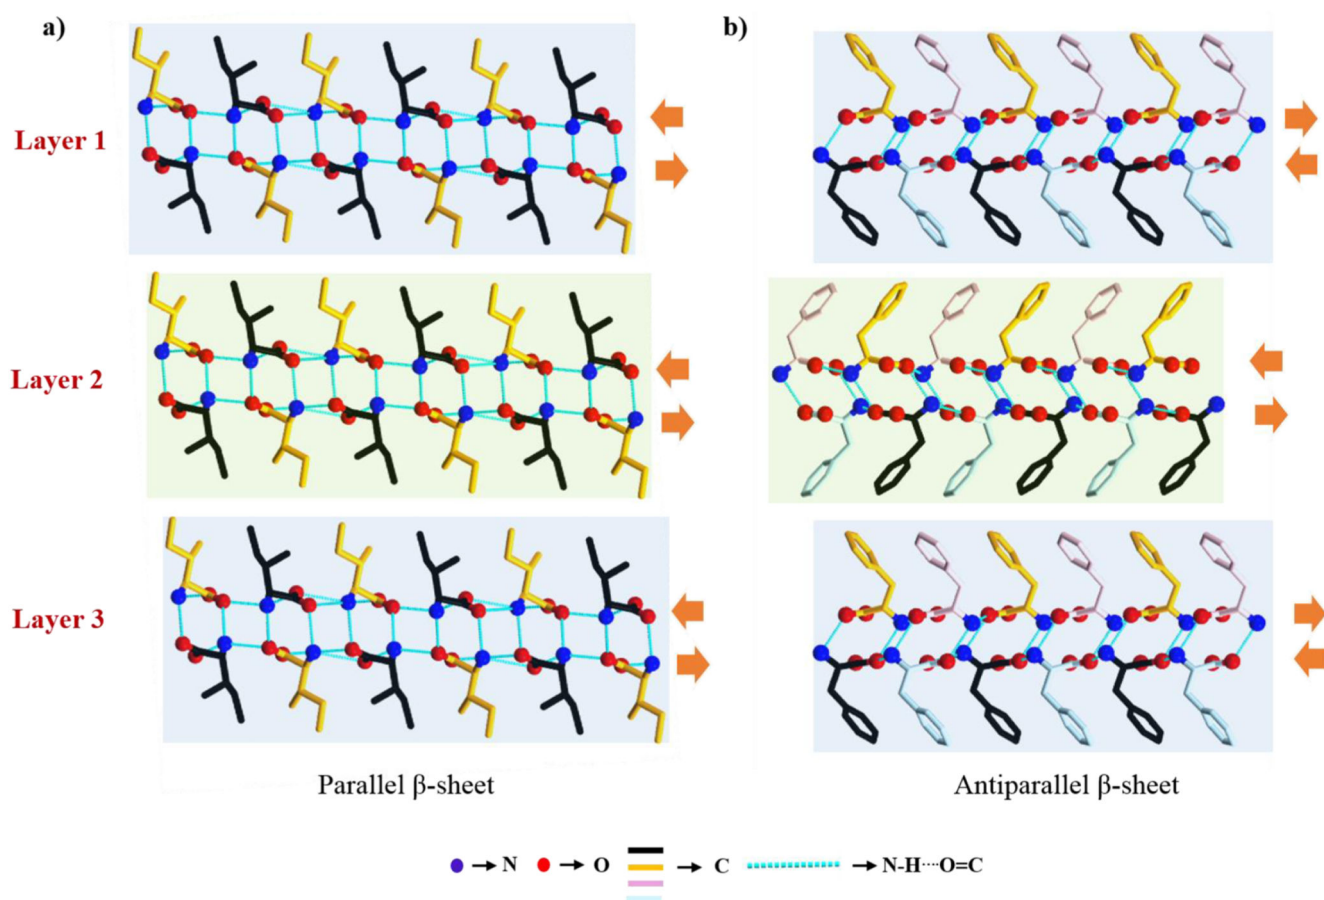 a)
b)
Layer 1
Layer 2
Layer 3
Parallel β-sheet
Antiparallel β-sheet
→ N → O → C → N-H····O=C